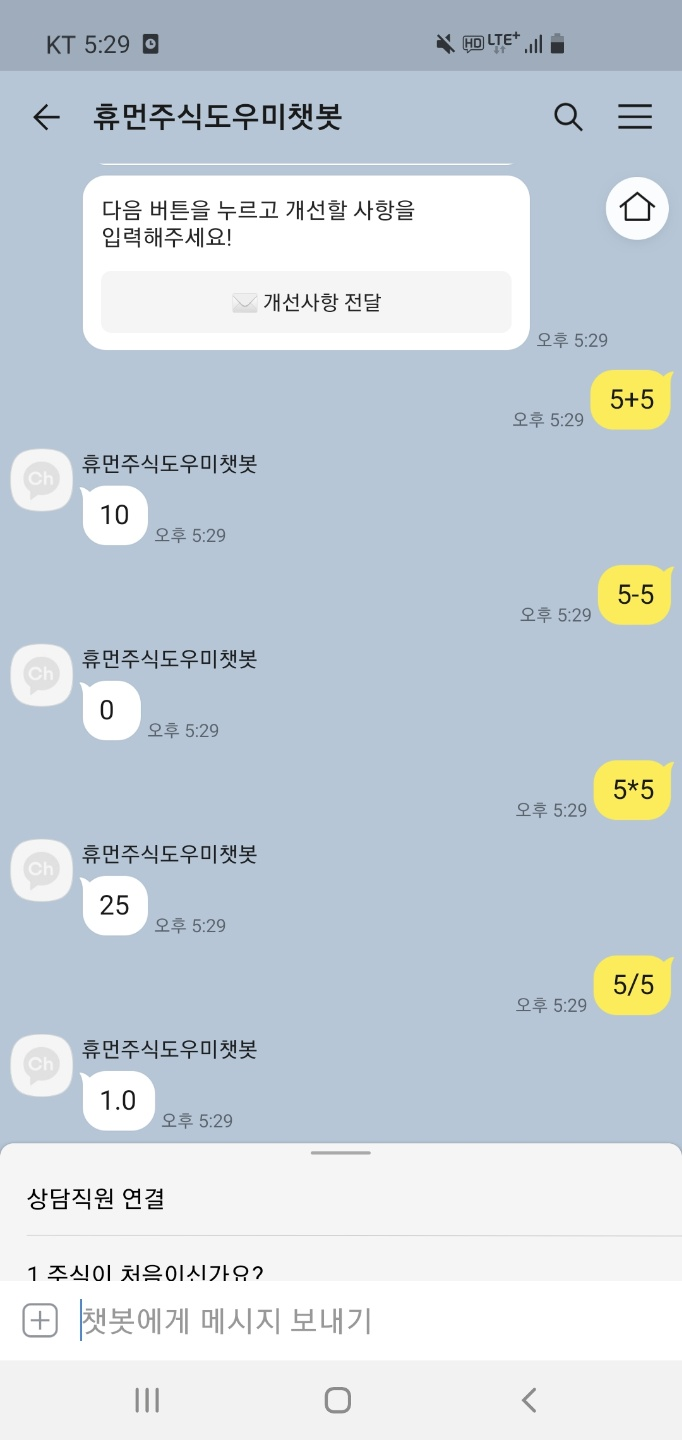 KT 5:29
HD LTE+
휴먼주식도우미챗봇
다음 버튼을 누르고 개선할 사항을
입력해주세요!
개선사항 전달
오후 5:29
5+5
오후 5:29
휴먼주식도우미챗봇
Ch
10
오후 5:29
5-5
오후 5:29
휴먼주식도우미챗봇
Ch
0
오후 5:29
5*5
오후 5:29
휴먼주식도우미챗봇
Ch
25
오후 5:29
5/5
오후 5:29
휴먼주식도우미챗봇
Ch
1.0
오후 5:29
상담직원 연결
1 주식이 처음이신가요?
챗봇에게 메시지 보내기